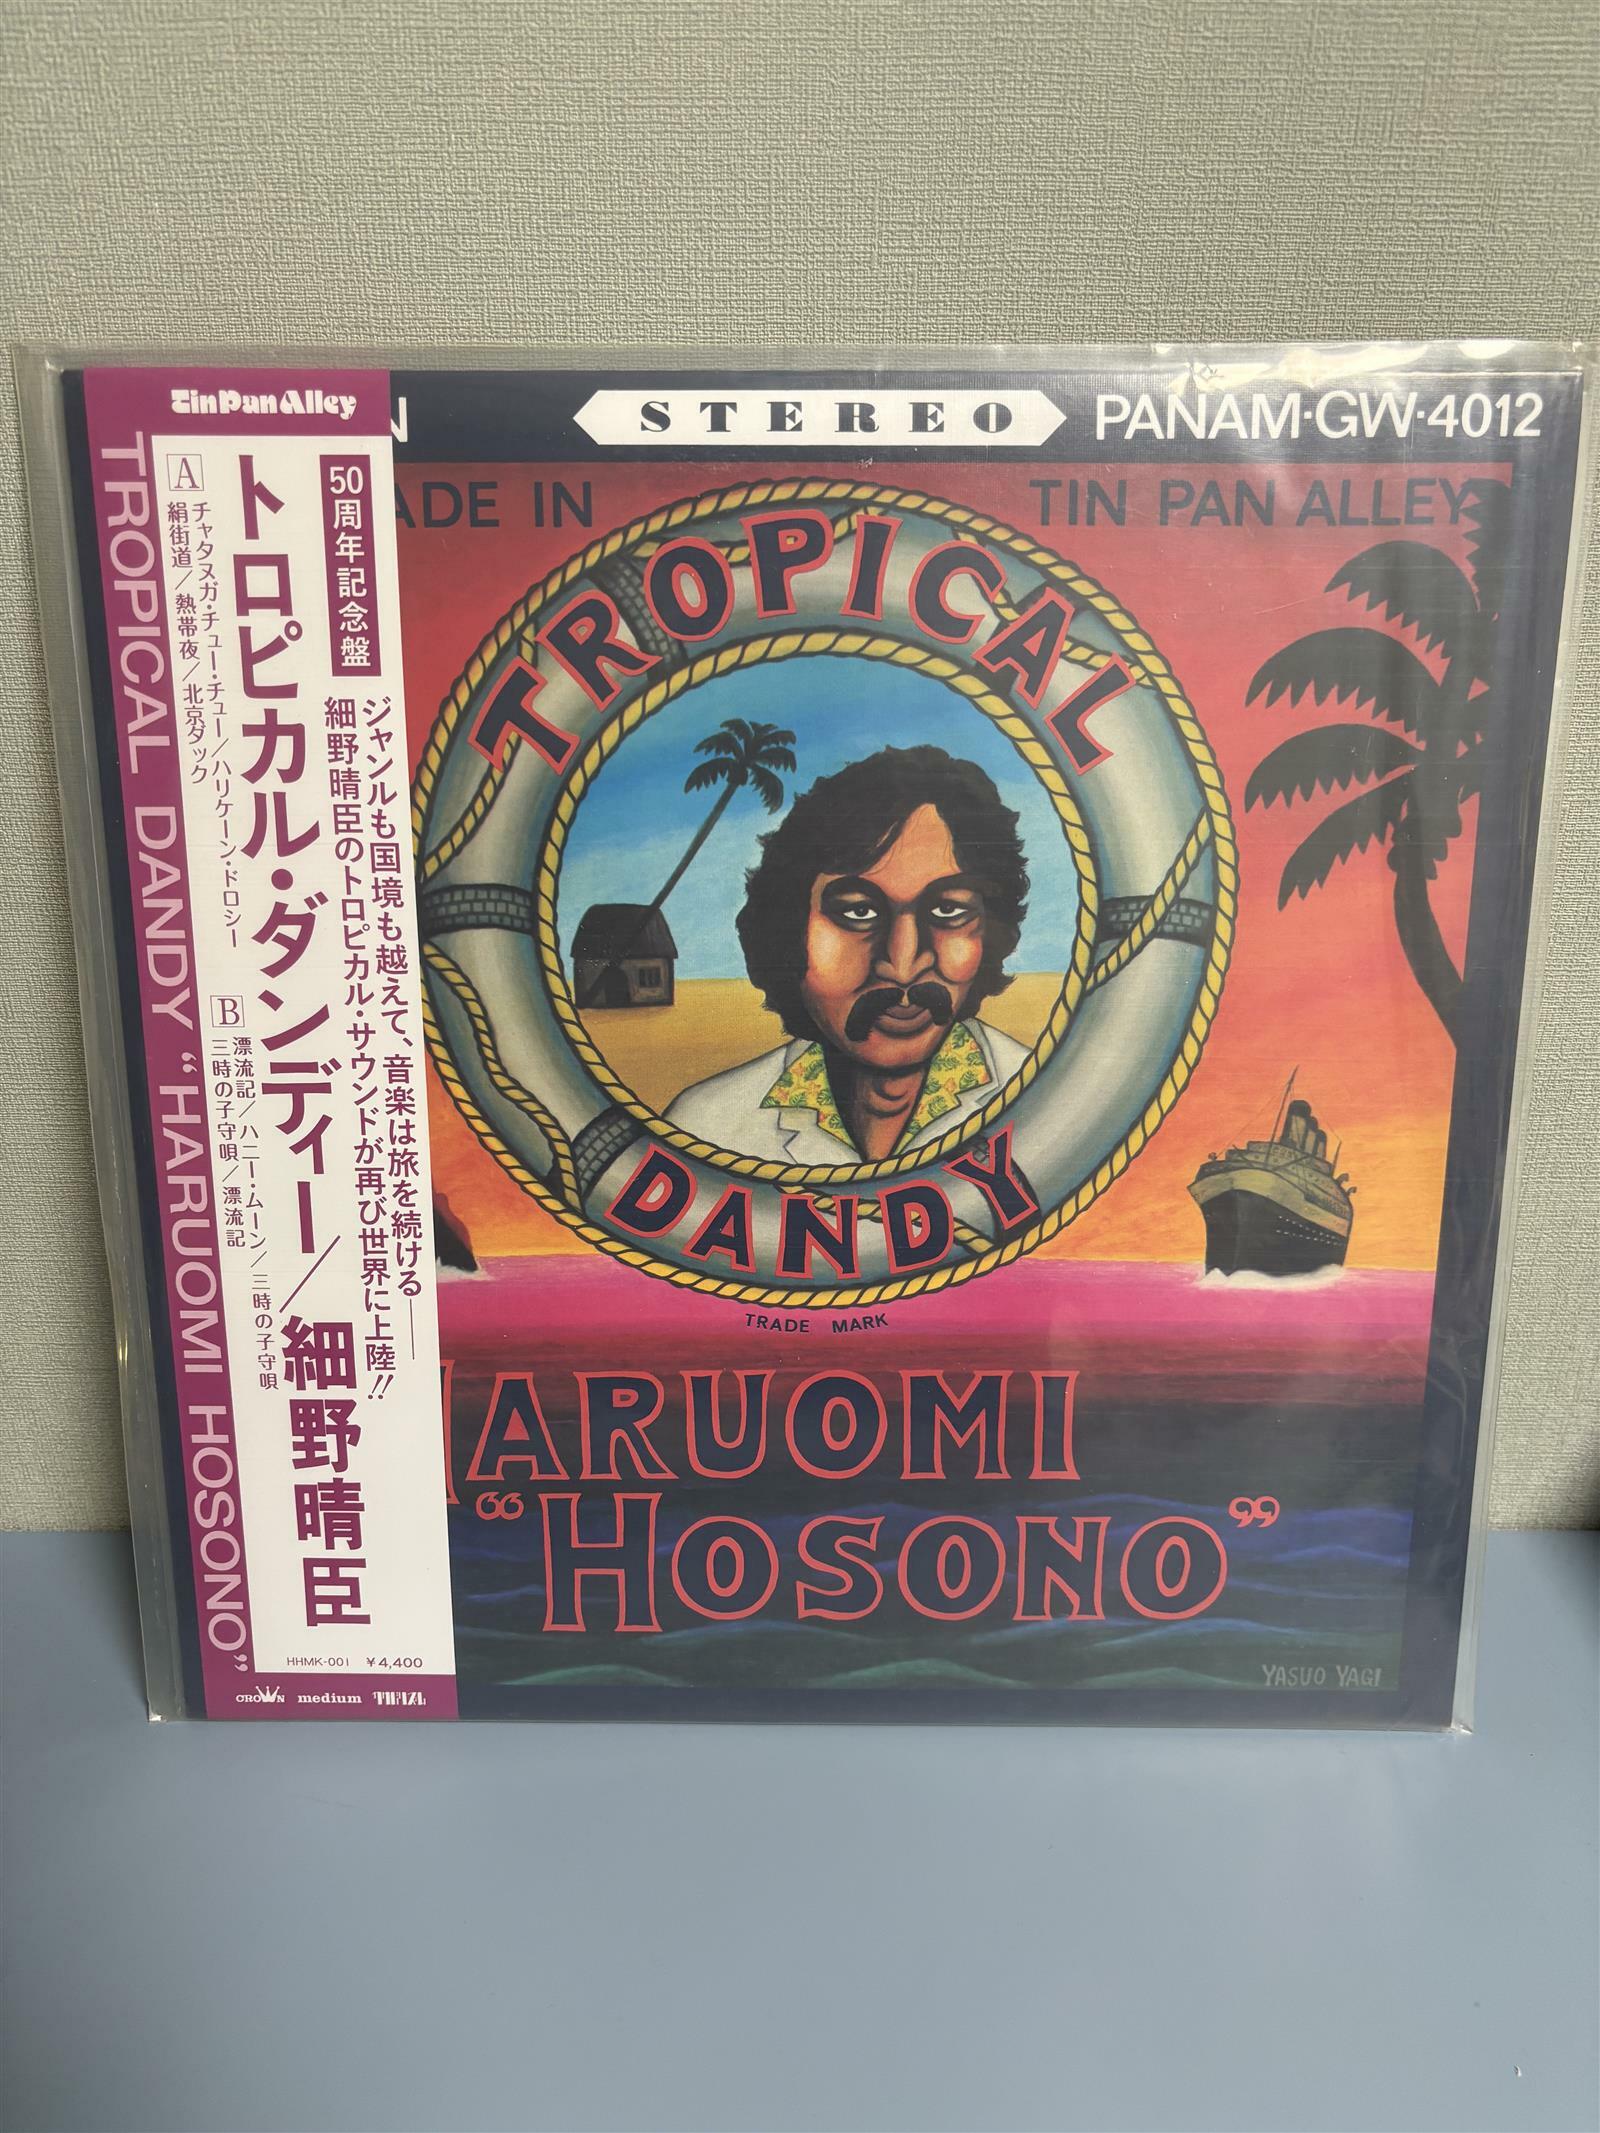 Tin Pan Alley
TROPICAL DANDY "HARUOMI HOSONO"
50周年記念盤
ジャンルも国境も越えて、音楽は旅を続ける——
細野晴臣のトロピカル・サウンドが再び世界に上陸!!
トロピカル・ダンディー/細野晴臣
A
チャタヌガ・チュー・チュー/ハリケーン・ドロシー
絹街道/熱帯夜/北京ダック
B
漂流記/ハニー・ムーン/三時の子守唄
三時の子守唄/漂流記
HHMK-001 ¥4,400
CROWN medium
N
STEREO
PANAM·GW·4012
ADE IN
TIN PAN ALLEY
TROPICAL
DANDY
TRADE MARK
HARUOMI
"HOSONO"
YASUO YAGI